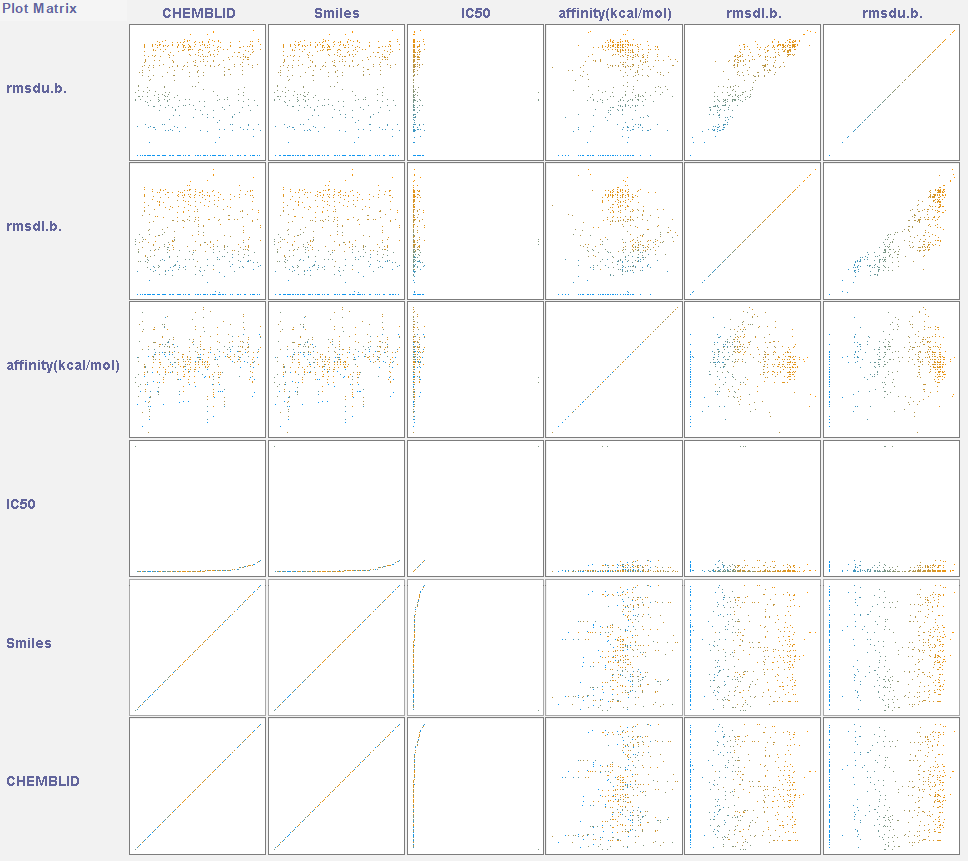 Plot Matrix
CHEMBLID Smiles IC50 affinity(kcal/mol) rmsdl.b. rmsdu.b.
rmsdu.b.
rmsdl.b.
affinity(kcal/mol)
IC50
Smiles
CHEMBLID